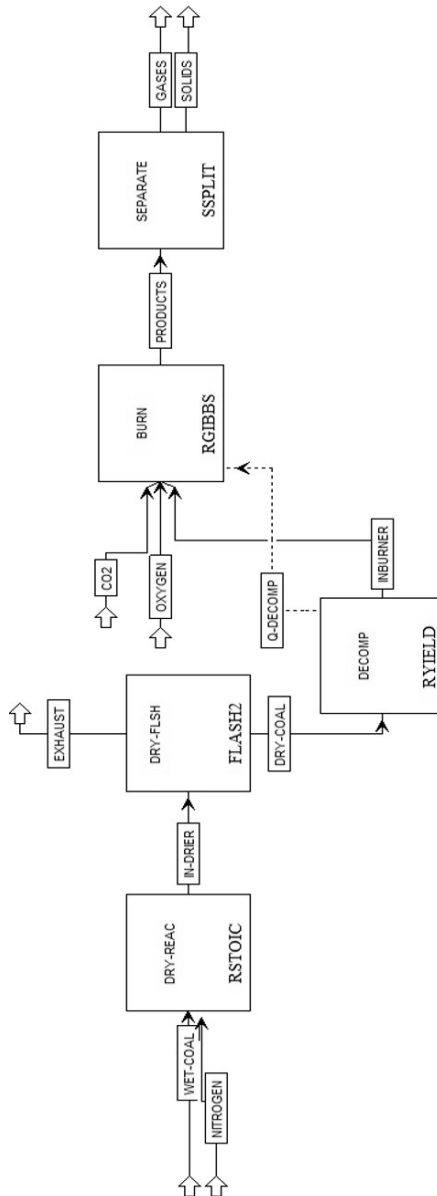 WET-COAL
NITROGEN
DRY-REAC
RSTOIC
IN-DRIER
DRY-FLSH
FLASH2
EXHAUST
DRY-COAL
DECOMP
RYIELD
Q-DECOMP
INBURNER
CO2
OXYGEN
BURN
RGIBBS
PRODUCTS
SEPARATE
SSPLIT
GASES
SOLIDS